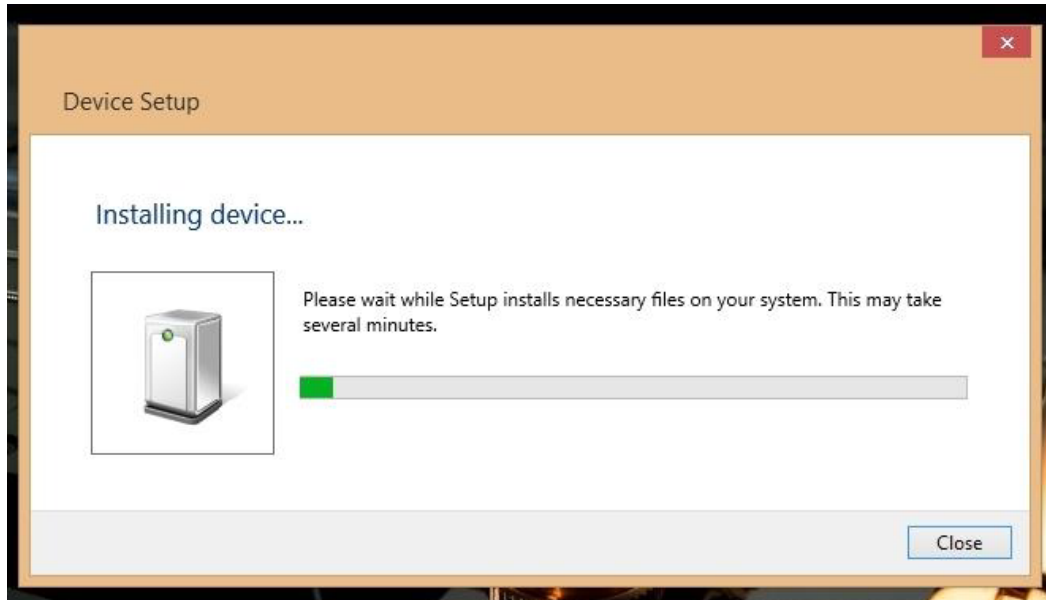 Device Setup
Installing device...
Please wait while Setup installs necessary files on your system. This may take
several minutes.
Close